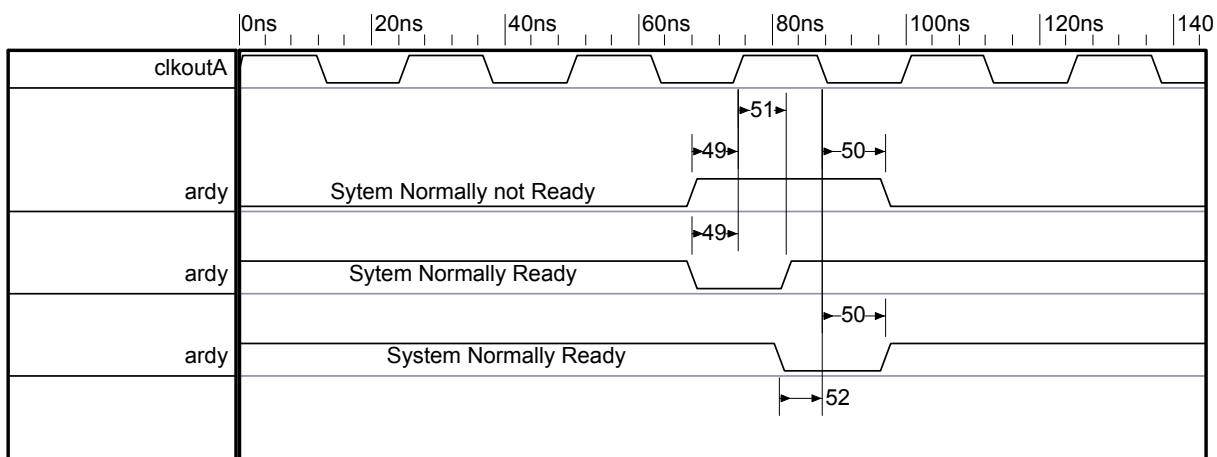 0ns 20ns 40ns 60ns 80ns 100ns 120ns 140
clkoutA
51
49 50
ardy Sytem Normally not Ready
49
ardy Sytem Normally Ready
50
ardy System Normally Ready
52